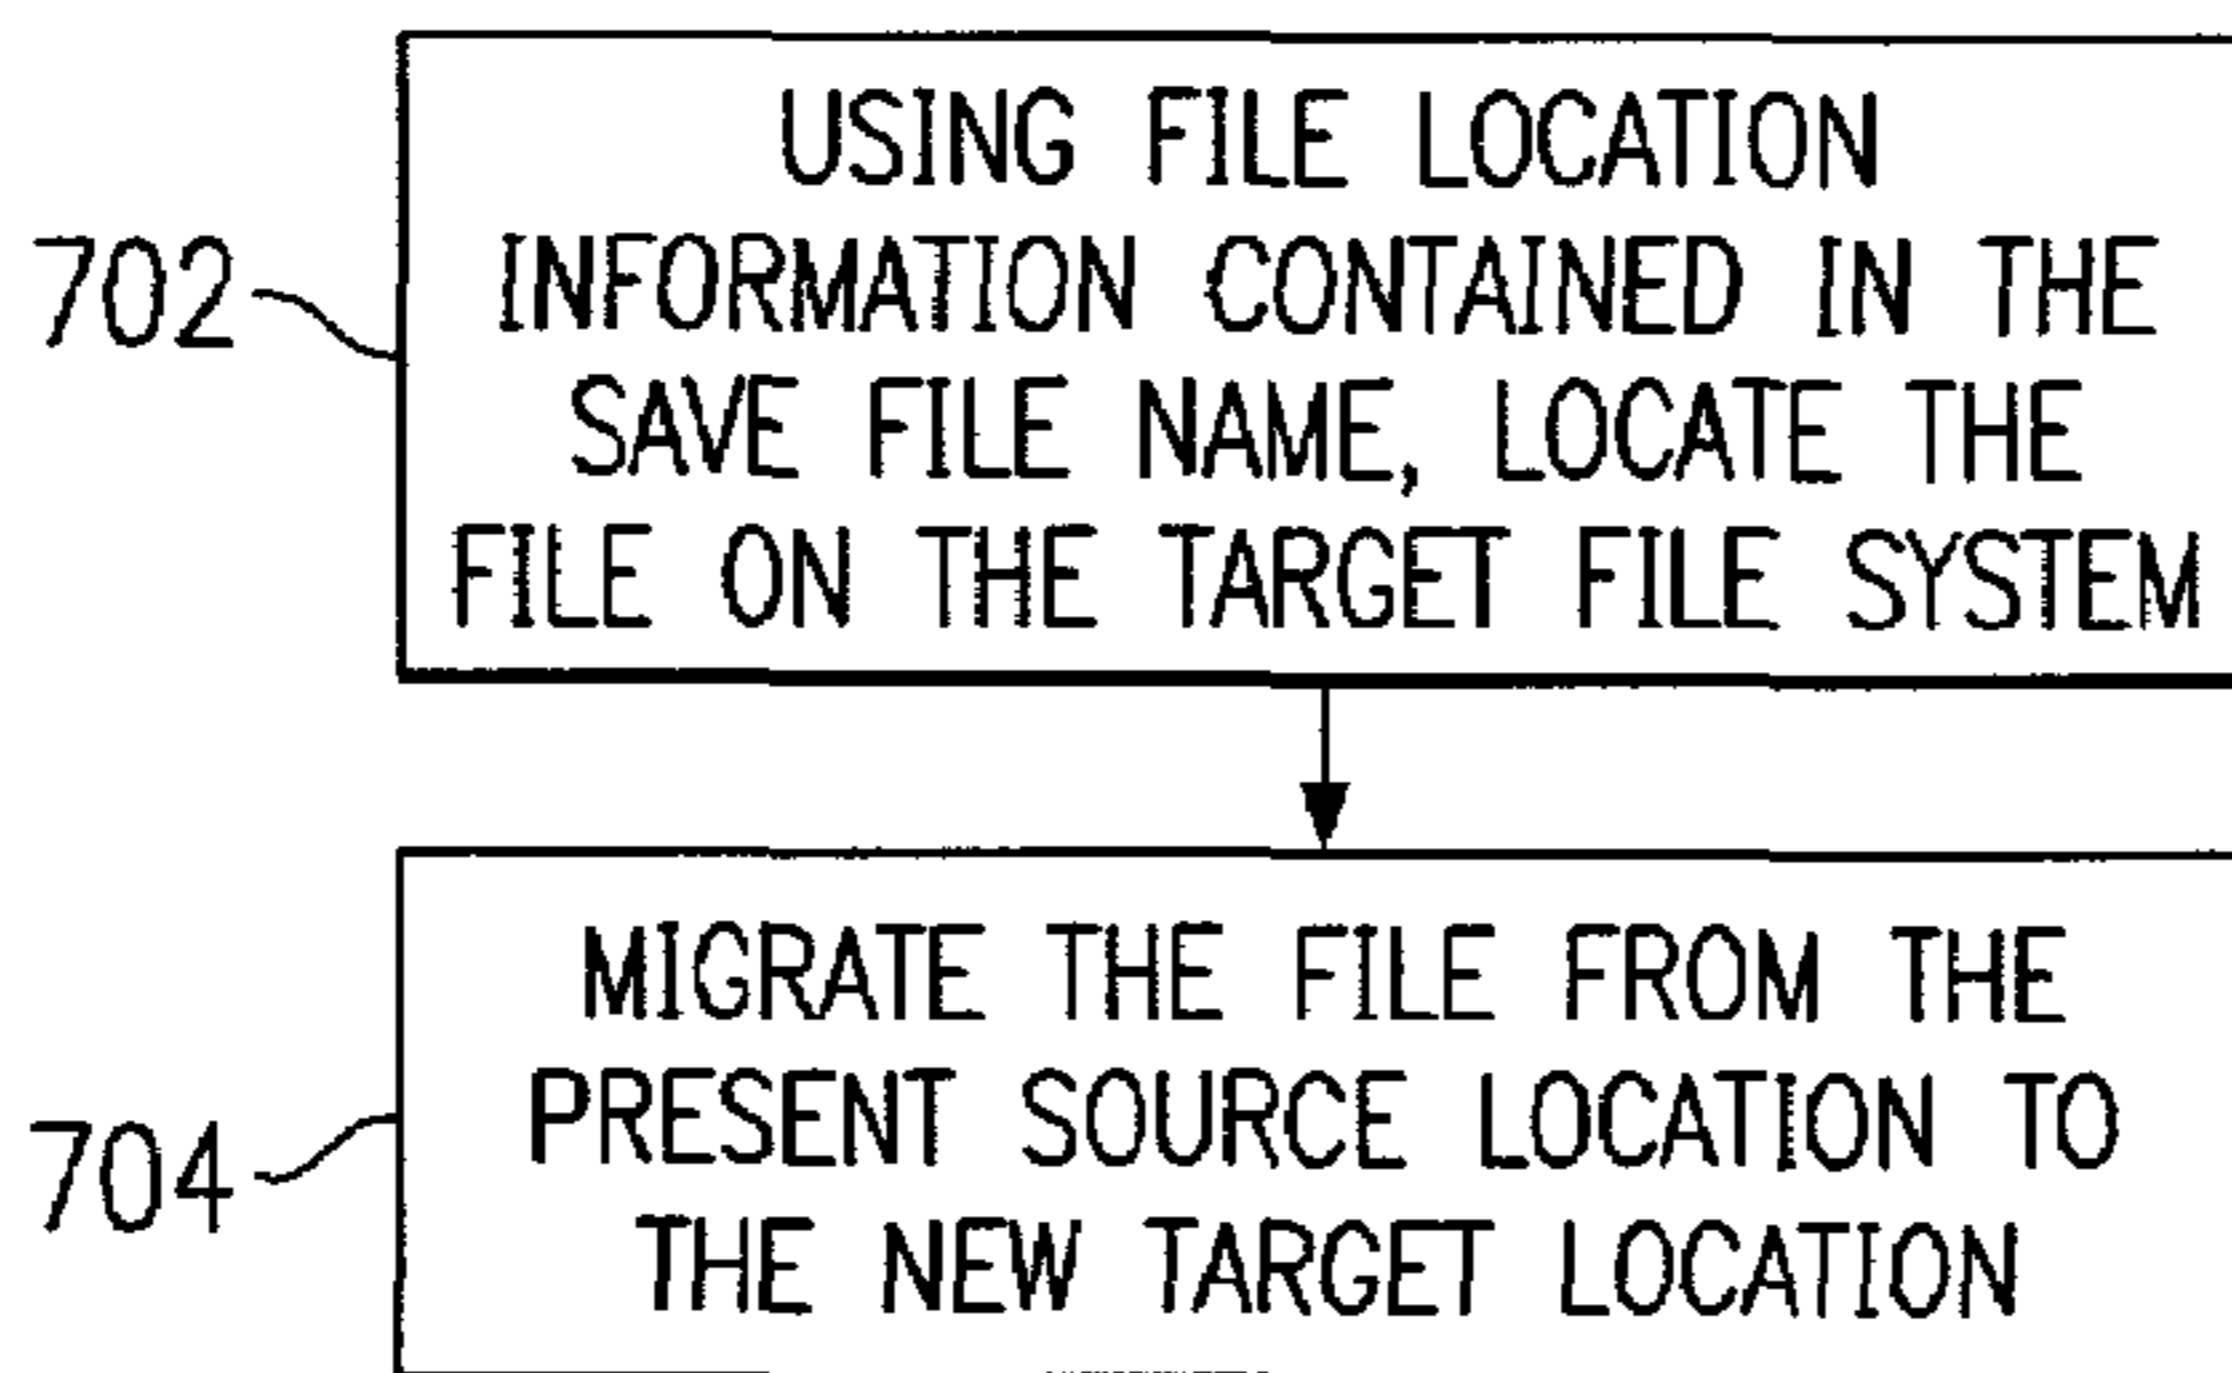 USING FILE LOCATION
INFORMATION CONTAINED IN THE
702
SAVE FILE NAME, LOCATE THE
FILE ON THE TARGET FILE SYSTEM
MIGRATE THE FILE FROM THE
PRESENT SOURCE LOCATION TO
704
THE NEW TARGET LOCATION